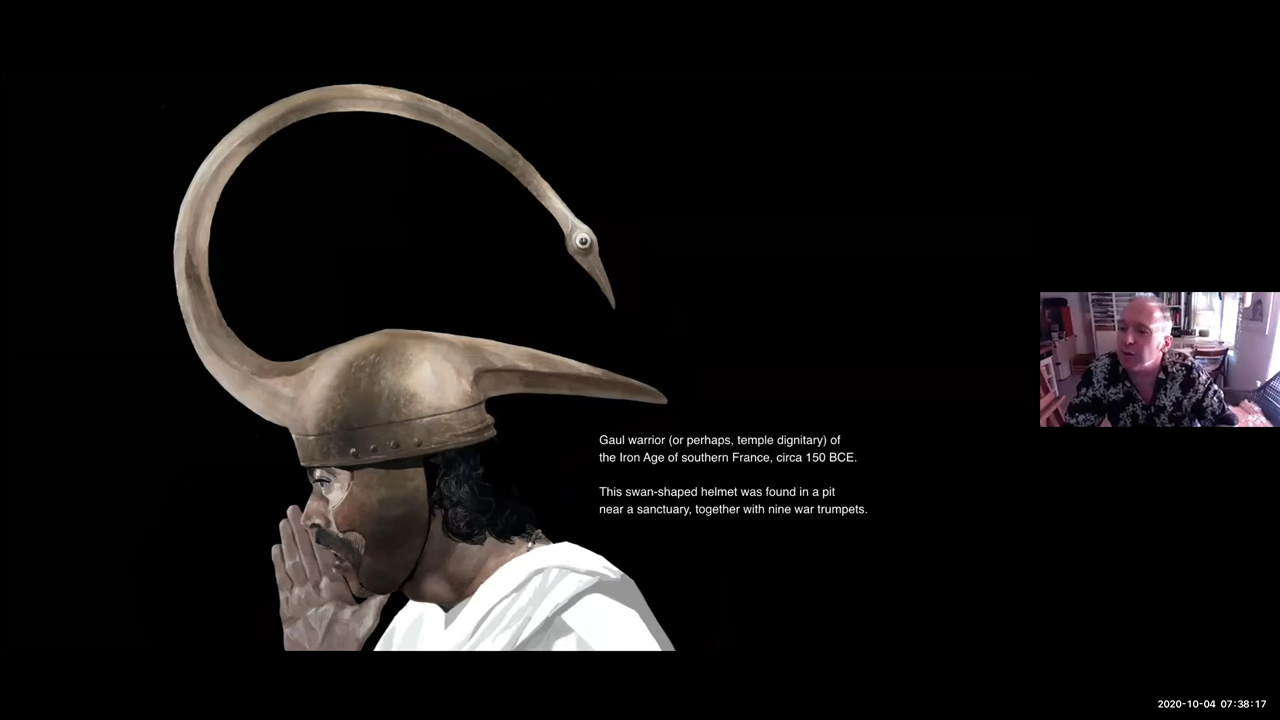 Gaul warrior (or perhaps, temple dignitary) of
the Iron Age of southern France, circa 150 BCE.
This swan-shaped helmet was found in a pit
near a sanctuary, together with nine war trumpets.
2020-10-04 07:38:17